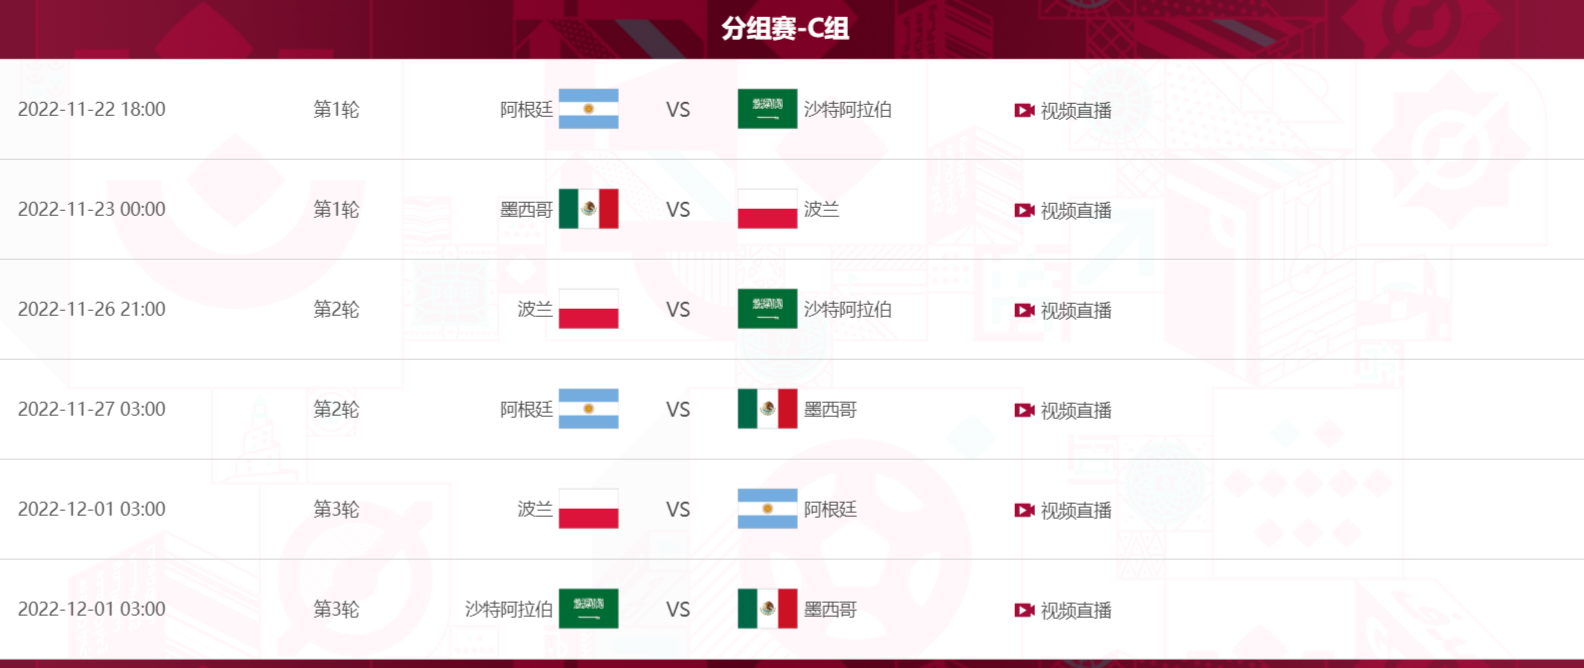 分组赛-C组
2022-11-22 18:00 第1轮 阿根廷 VS 沙特阿拉伯 视频直播
2022-11-23 00:00 第1轮 墨西哥 VS 波兰 视频直播
2022-11-26 21:00 第2轮 波兰 VS 沙特阿拉伯 视频直播
2022-11-27 03:00 第2轮 阿根廷 VS 墨西哥 视频直播
2022-12-01 03:00 第3轮 波兰 VS 阿根廷 视频直播
2022-12-01 03:00 第3轮 沙特阿拉伯 VS 墨西哥 视频直播